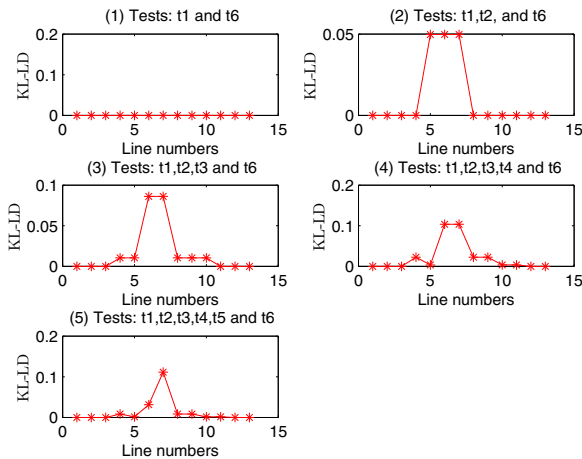 (1) Tests: t1 and t6
0.2
0.1
0
KL-LD
0 5 10 15
Line numbers
(2) Tests: t1,t2, and t6
0.05
0
KL-LD
0 5 10 15
Line numbers
(3) Tests: t1,t2,t3 and t6
0.1
0.05
0
KL-LD
0 5 10 15
Line numbers
(4) Tests: t1,t2,t3,t4 and t6
0.2
0.1
0
KL-LD
0 5 10 15
Line numbers
(5) Tests: t1,t2,t3,t4,t5 and t6
0.2
0.1
0
KL-LD
0 5 10 15
Line numbers